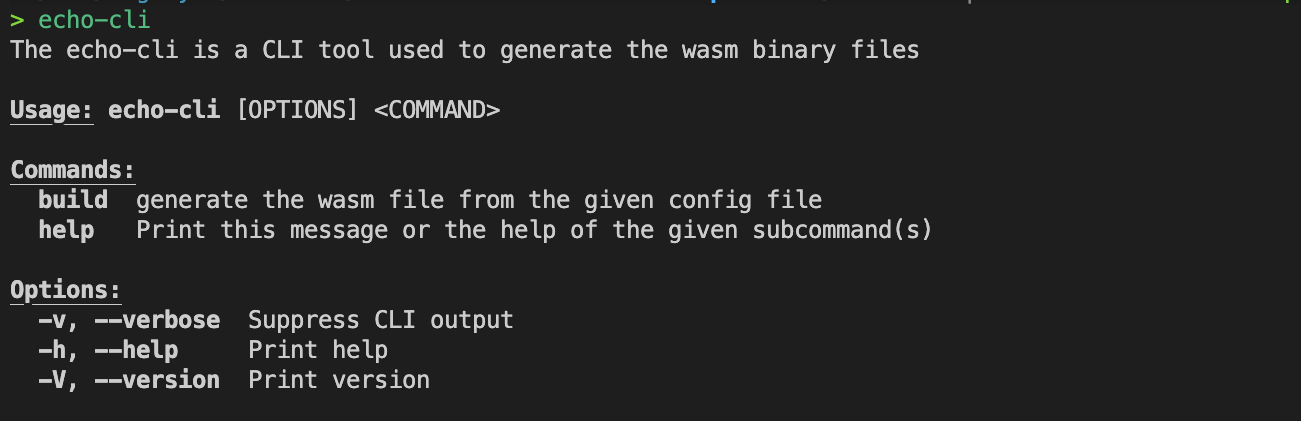 > echo-cli
The echo-cli is a CLI tool used to generate the wasm binary files
Usage: echo-cli [OPTIONS] <COMMAND>
Commands:
build  generate the wasm file from the given config file
help   Print this message or the help of the given subcommand(s)
Options:
-v, --verbose  Suppress CLI output
-h, --help     Print help
-V, --version  Print version